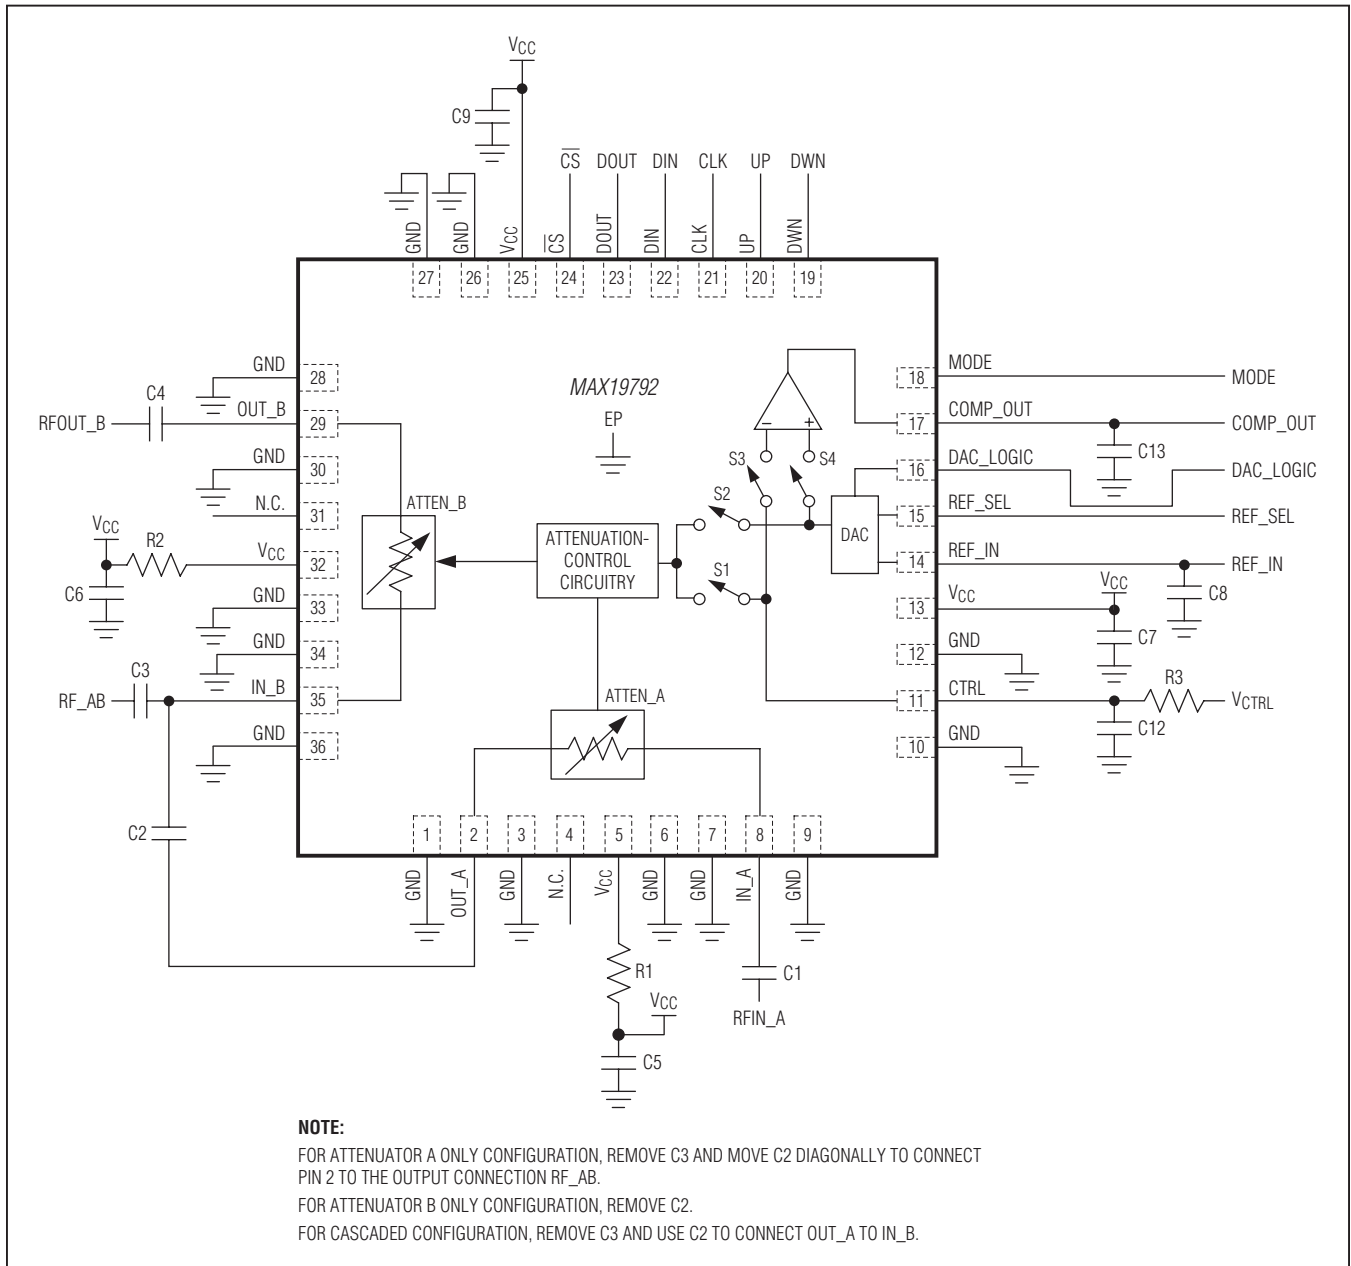 VCC
C9
CS DOUT DIN CLK UP DWN
GND GND VCC CS DOUT DIN CLK UP DWN
27 26 25 24 23 22 21 20 19
GND 28
C4
RFOUT_B OUT_B 29
GND 30
N.C. 31
VCC R2 VCC 32
C6
GND 33
GND 34
C3
RF_AB IN_B 35
GND 36
C2
MAX19792
EP
ATTEN_B
ATTENUATION-
CONTROL
CIRCUITRY
ATTEN_A
S3 S4
S2
S1
– +
DAC
18 MODE MODE
17 COMP_OUT COMP_OUT
C13
16 DAC_LOGIC DAC_LOGIC
15 REF_SEL REF_SEL
14 REF_IN REF_IN
C8
13 VCC VCC
C7
12 GND
R3
11 CTRL VCTRL
C12
10 GND
1 2 3 4 5 6 7 8 9
GND OUT_A GND N.C. VCC GND GND IN_A GND
R1
C1
VCC
RFIN_A
C5
NOTE:
FOR ATTENUATOR A ONLY CONFIGURATION, REMOVE C3 AND MOVE C2 DIAGONALLY TO CONNECT
PIN 2 TO THE OUTPUT CONNECTION RF_AB.
FOR ATTENUATOR B ONLY CONFIGURATION, REMOVE C2.
FOR CASCADED CONFIGURATION, REMOVE C3 AND USE C2 TO CONNECT OUT_A TO IN_B.